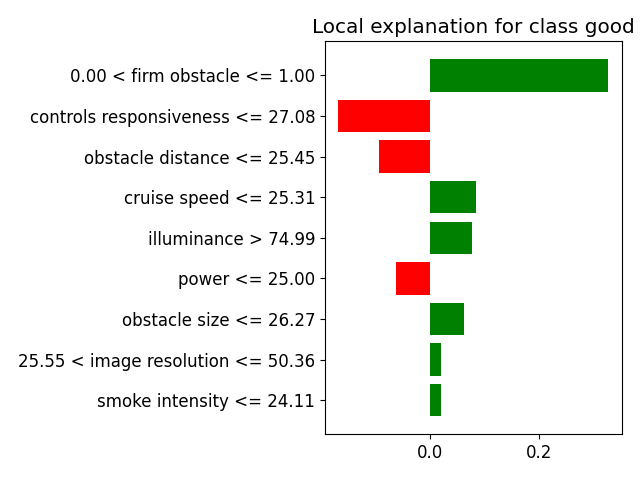 Local explanation for class good
0.00 < firm obstacle <= 1.00
controls responsiveness <= 27.08
obstacle distance <= 25.45
cruise speed <= 25.31
illuminance > 74.99
power <= 25.00
obstacle size <= 26.27
25.55 < image resolution <= 50.36
smoke intensity <= 24.11
0.0 0.2